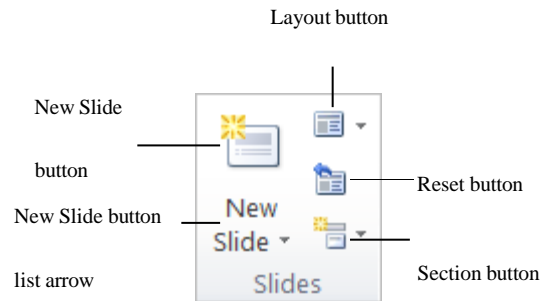 Layout button
New Slide
button
New Slide button
list arrow
New
Slide
Slides
Reset button
Section button